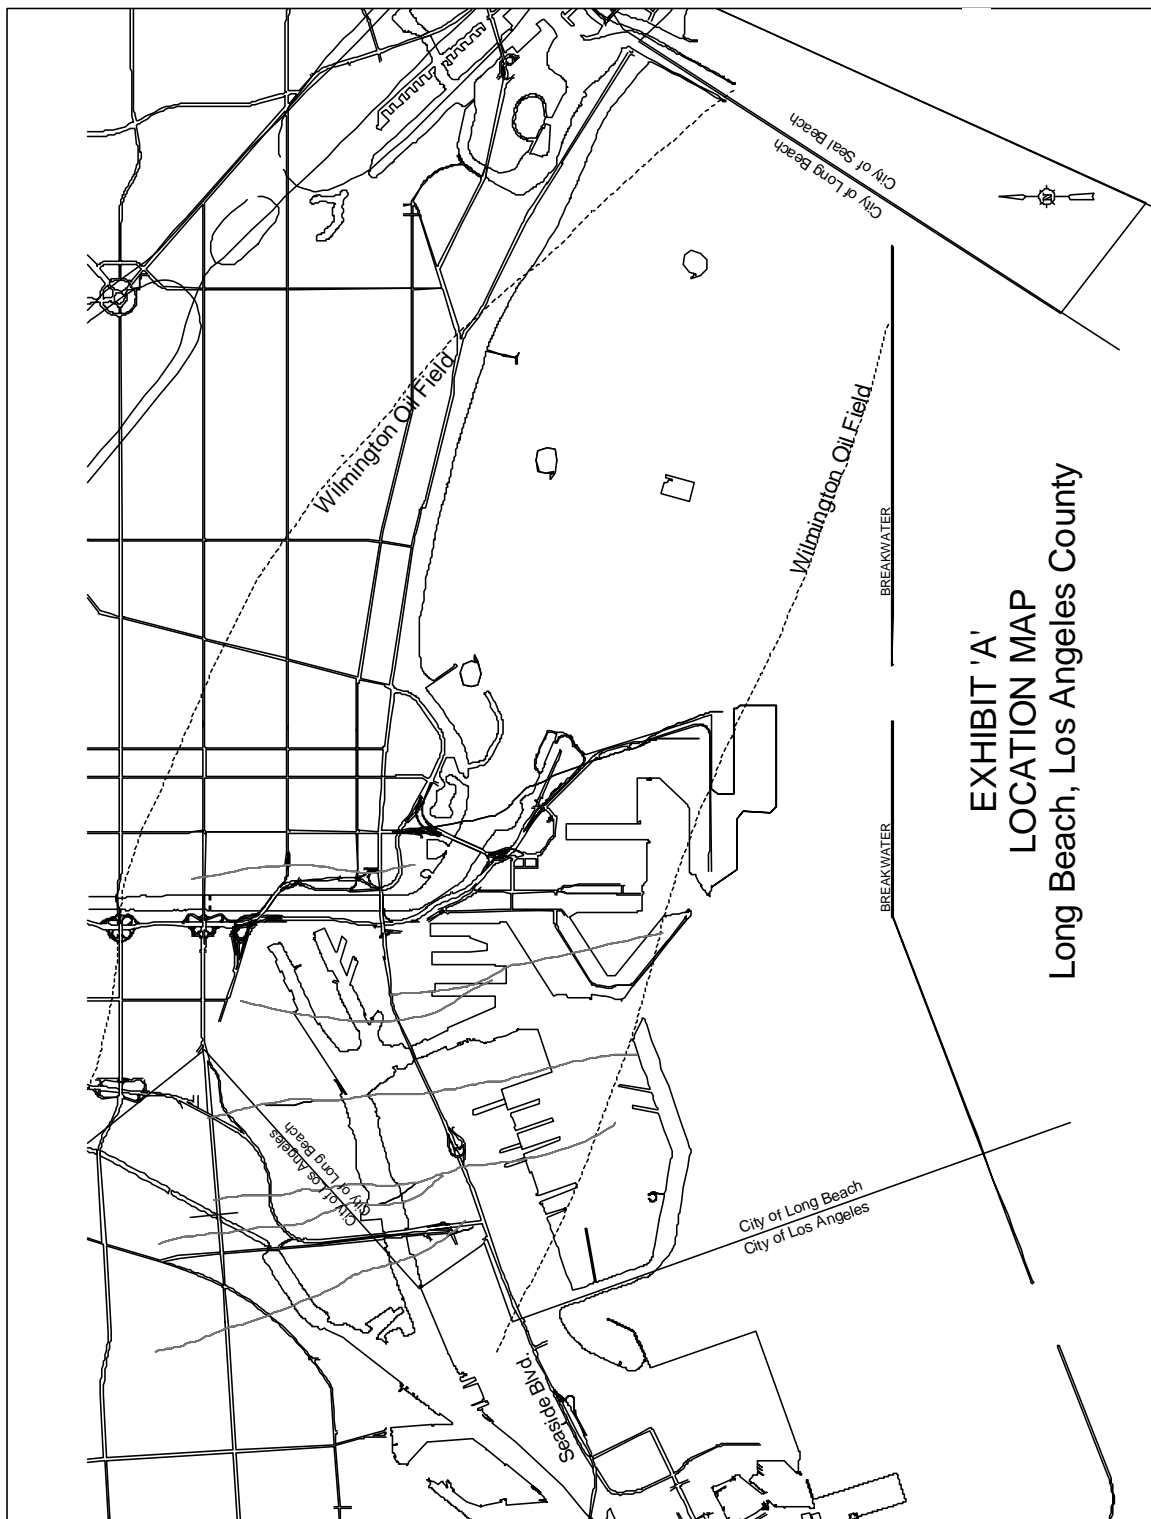 City of Seal Beach
City of Long Beach
N
Wilmington Oil Field
Wilmington Oil Field
BREAKWATER
BREAKWATER
City of Los Angeles
City of Long Beach
City of Long Beach
City of Los Angeles
Seaside Blvd.
EXHIBIT 'A'
LOCATION MAP
Long Beach, Los Angeles County